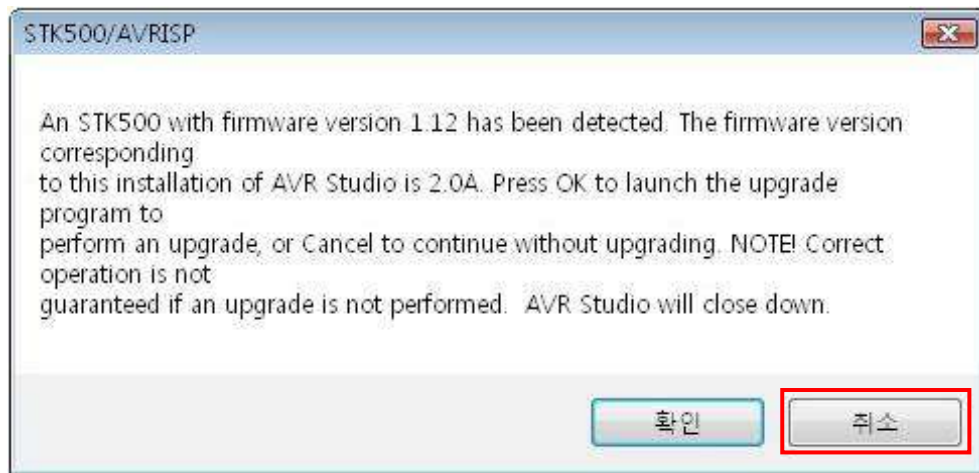 STK500/AVRISP
An STK500 with firmware version 1.12 has been detected. The firmware version
corresponding
to this installation of AVR Studio is 2.0A. Press OK to launch the upgrade
program to
perform an upgrade, or Cancel to continue without upgrading. NOTE! Correct
operation is not
guaranteed if an upgrade is not performed.  AVR Studio will close down.
확인
취소